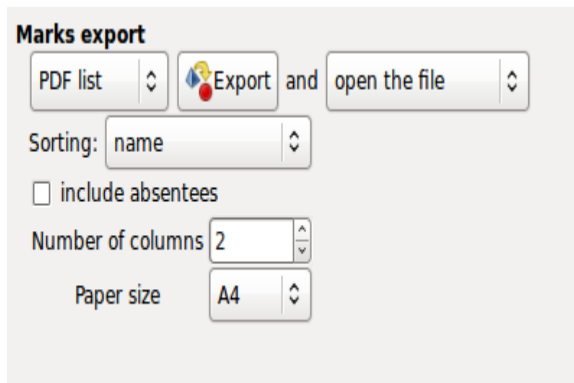 Marks export
PDF list Export and open the file
Sorting: name
include absentees
Number of columns 2
Paper size A4